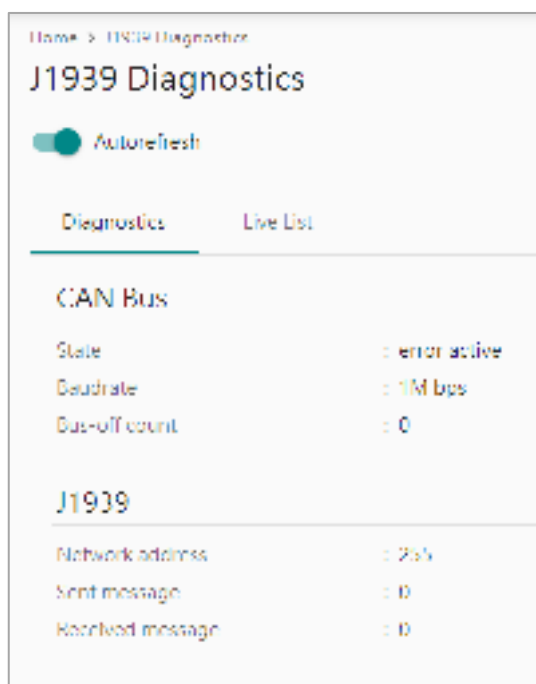 Home > J1939 Diagnostics
J1939 Diagnostics
Autorefresh
Diagnostics Live List
CAN Bus
State : error active
Baudrate : 1M bps
Bus-off count : 0
J1939
Network address : 255
Sent message : 0
Received message : 0